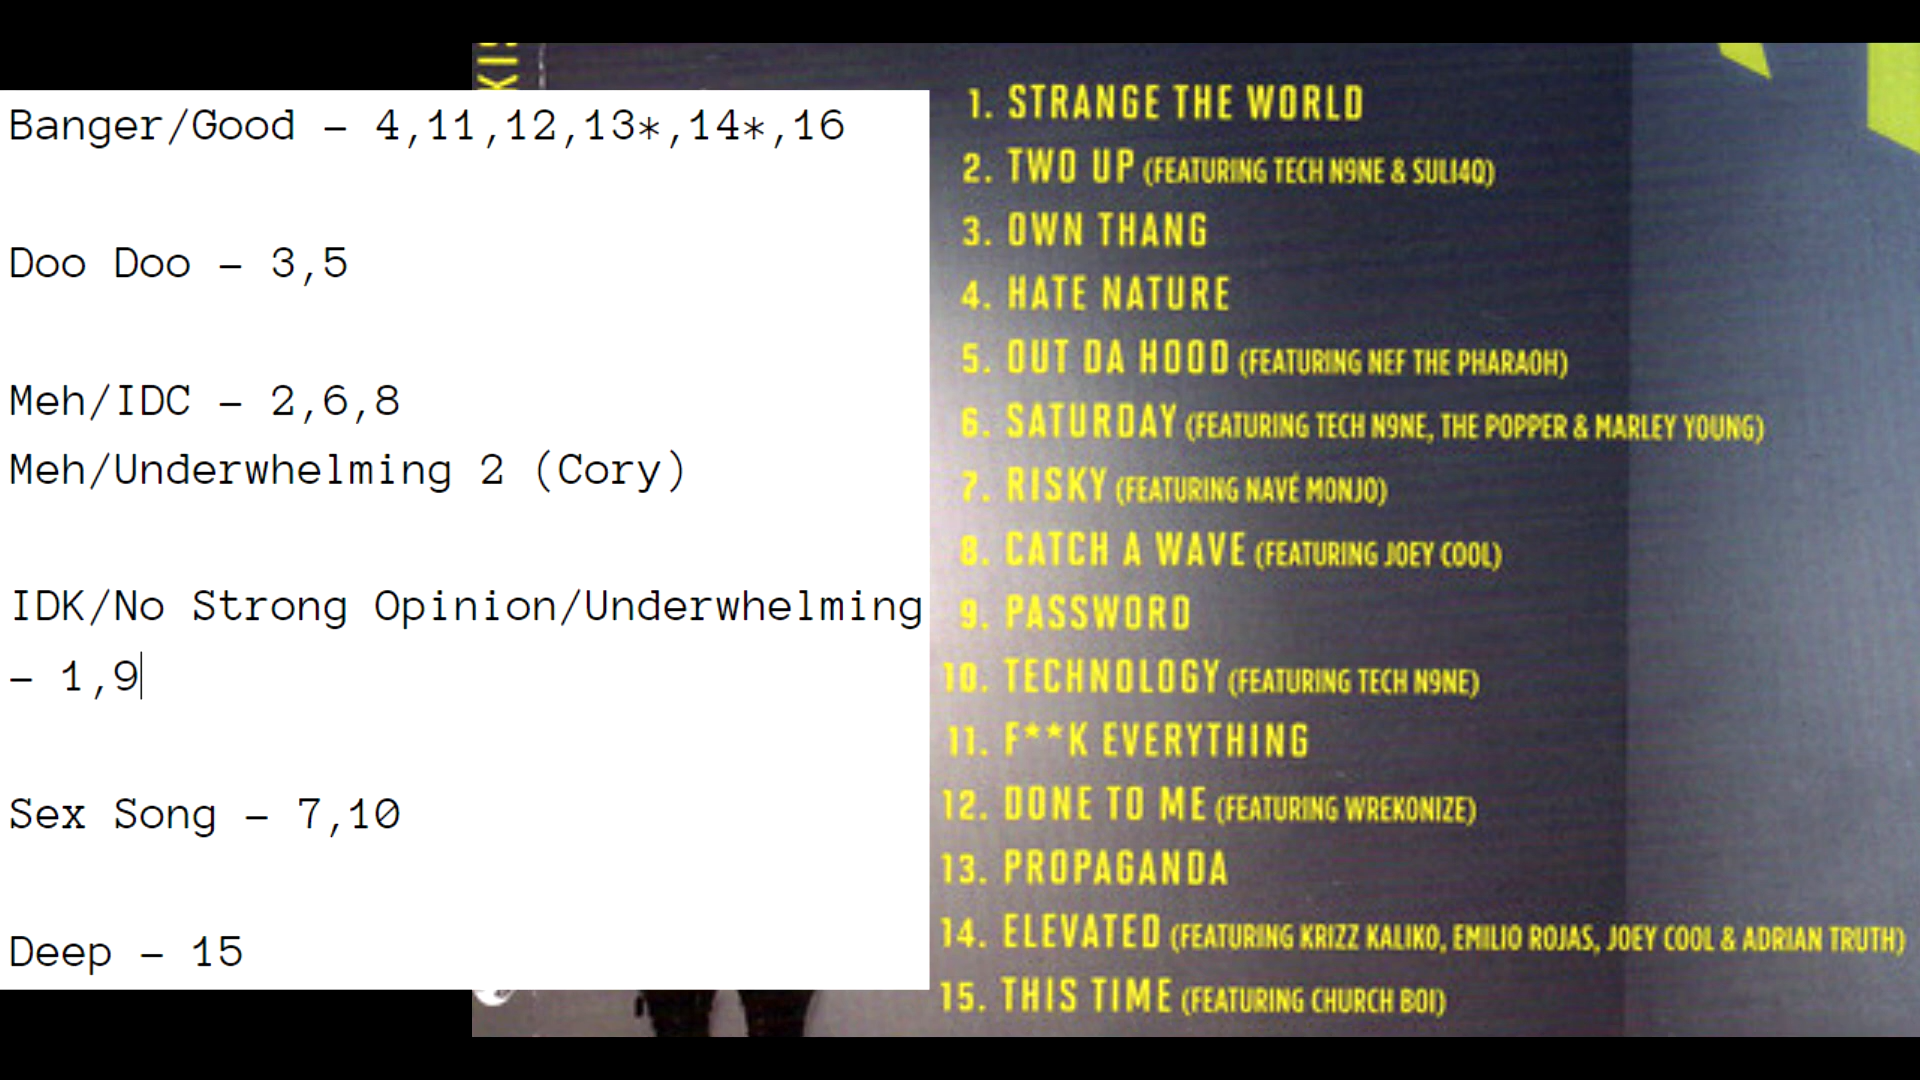 Banger/Good – 4,11,12,13*,14*,16
Doo Doo – 3,5
Meh/IDC – 2,6,8
Meh/Underwhelming 2 (Cory)
IDK/No Strong Opinion/Underwhelming
– 1,9
Sex Song – 7,10
Deep – 15
1. STRANGE THE WORLD
2. TWO UP (FEATURING TECH N9NE & SULI4Q)
3. OWN THANG
4. HATE NATURE
5. OUT DA HOOD (FEATURING NEF THE PHARAOH)
6. SATURDAY (FEATURING TECH N9NE, THE POPPER & MARLEY YOUNG)
7. RISKY (FEATURING NAVÉ MONJO)
8. CATCH A WAVE (FEATURING JOEY COOL)
9. PASSWORD
10. TECHNOLOGY (FEATURING TECH N9NE)
11. F**K EVERYTHING
12. DONE TO ME (FEATURING WREKONIZE)
13. PROPAGANDA
14. ELEVATED (FEATURING KRIZZ KALIKO, EMILIO ROJAS, JOEY COOL & ADRIAN TRUTH)
15. THIS TIME (FEATURING CHURCH BOI)